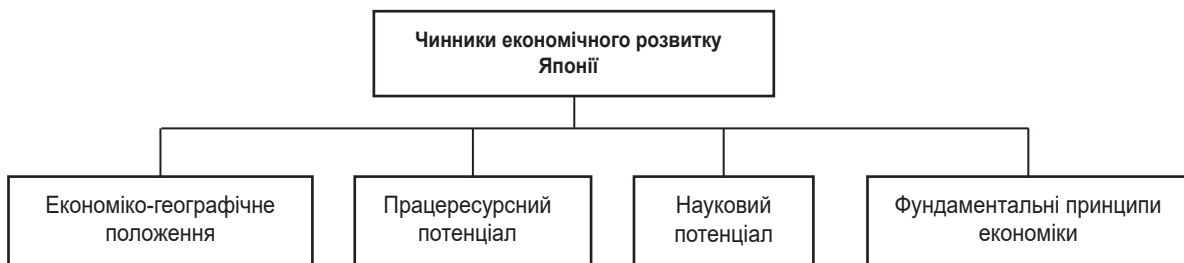 Чинники економічного розвитку
Японії
Економіко-географічне
положення
Працересурсний
потенціал
Науковий
потенціал
Фундаментальні принципи
економіки